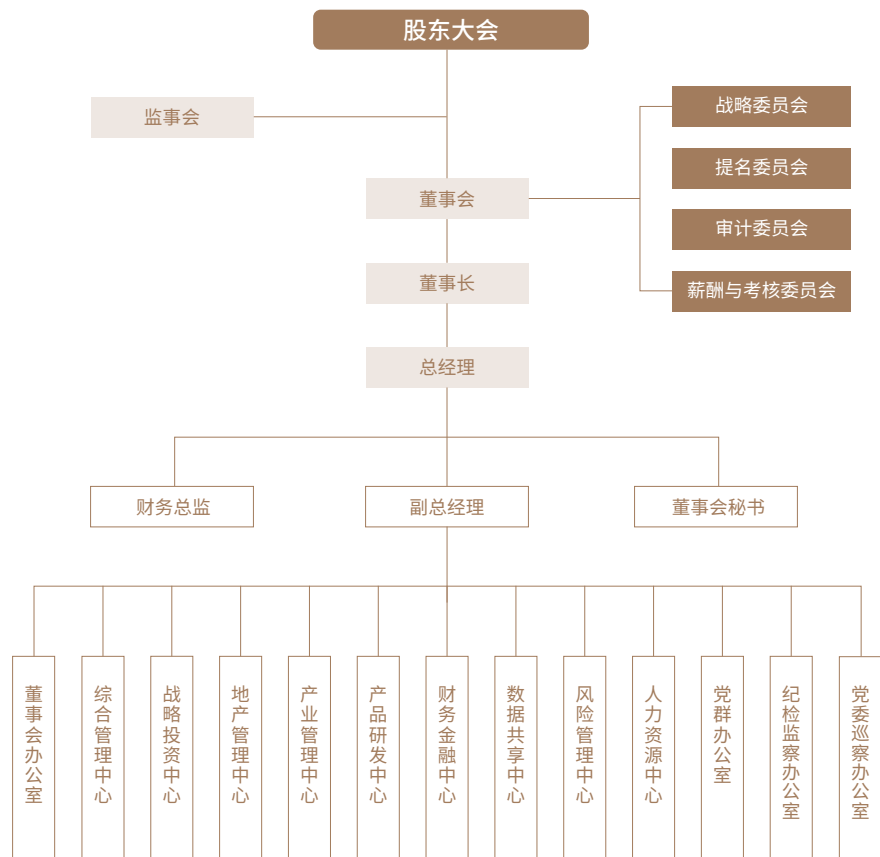 股东大会
监事会
战略委员会
提名委员会
董事会
审计委员会
董事长
薪酬与考核委员会
总经理
财务总监
副总经理
董事会秘书
董事会办公室
综合管理中心
战略投资中心
地产管理中心
产业管理中心
产品研发中心
财务金融中心
数据共享中心
风险管理中心
人力资源中心
党群办公室
纪检监察办公室
党委巡察办公室